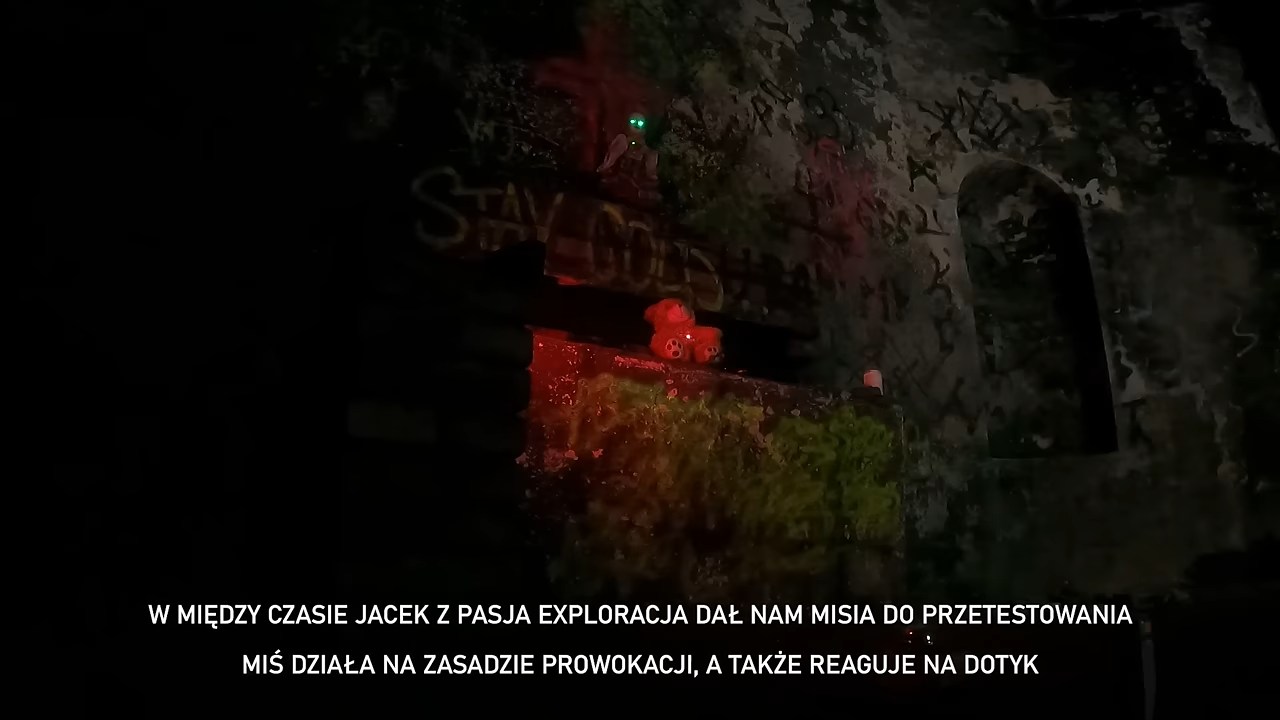 STAY GOLD
W MIĘDZY CZASIE JACEK Z PASJA EXPLORACJA DAŁ NAM MISIA DO PRZETESTOWANIA
MIŚ DZIAŁA NA ZASADZIE PROWOKACJI, A TAKŻE REAGUJE NA DOTYK